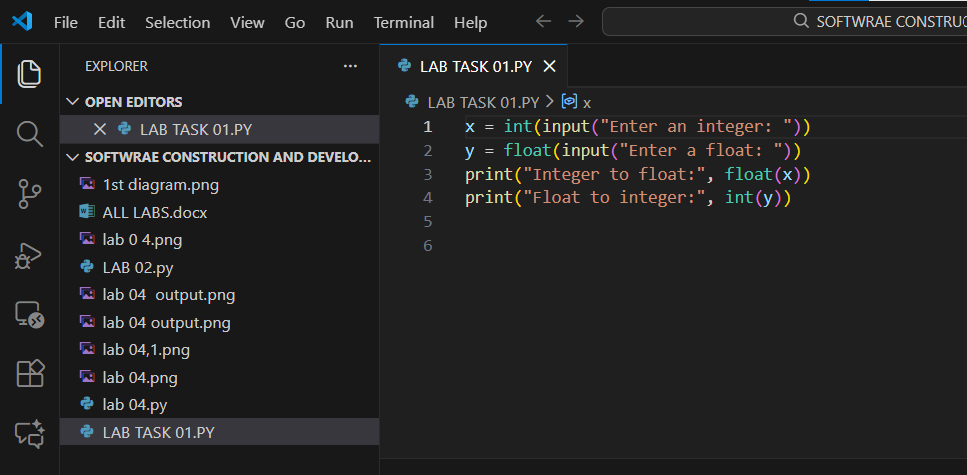 File Edit Selection View Go Run Terminal Help
SOFTWRAE CONSTRUC
EXPLORER ...
OPEN EDITORS
LAB TASK 01.PY
SOFTWRAE CONSTRUCTION AND DEVELO...
1st diagram.png
ALL LABS.docx
lab 0 4.png
LAB 02.py
lab 04  output.png
lab 04 output.png
lab 04,1.png
lab 04.png
lab 04.py
LAB TASK 01.PY
LAB TASK 01.PY
LAB TASK 01.PY > x
1 x = int(input("Enter an integer: "))
2 y = float(input("Enter a float: "))
3 print("Integer to float:", float(x))
4 print("Float to integer:", int(y))
5
6